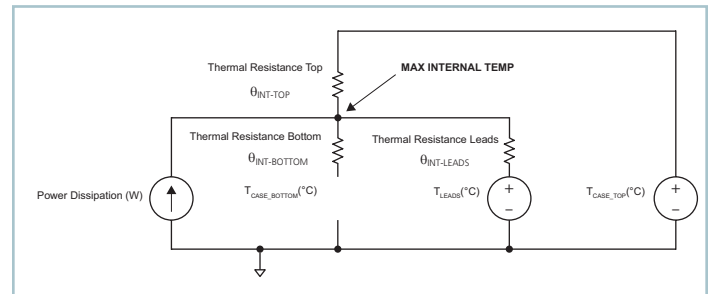 Thermal Resistance Top
MAX INTERNAL TEMP
θINT-TOP
Thermal Resistance Bottom
Thermal Resistance Leads
θINT-BOTTOM
θINT-LEADS
Power Dissipation (W)
TCASE_BOTTOM(°C)
TLEADS(°C)
TCASE_TOP(°C)
+
–
+
–